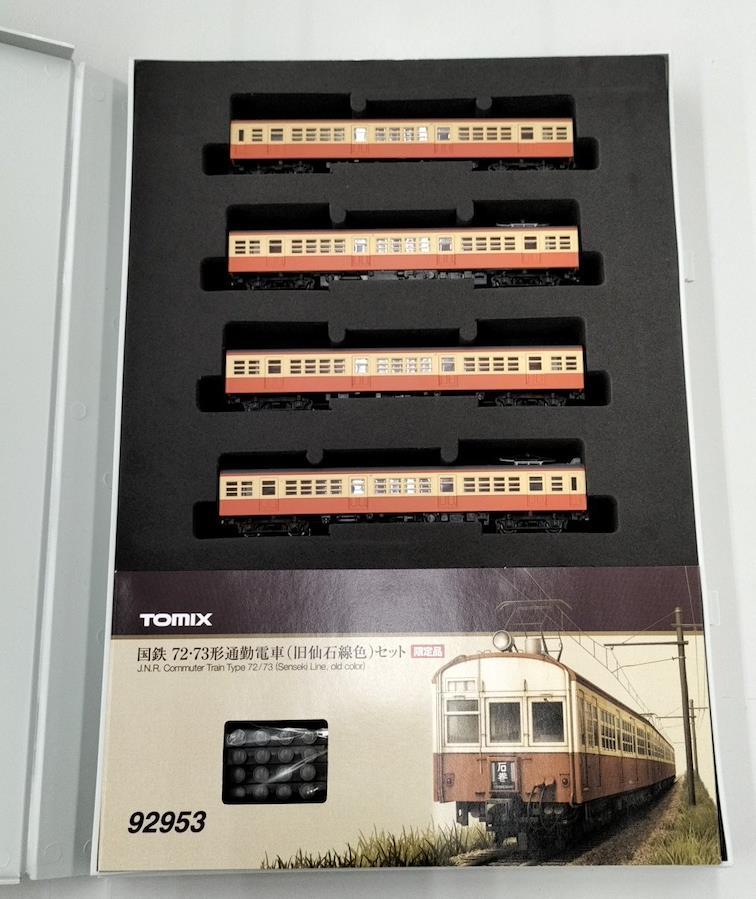 TOMIX
国鉄 72・73形通勤電車(旧仙石線色)セット 限定品
J.N.R. Commuter Train Type 72/73 (Senseki Line, old color)
石巻
92953